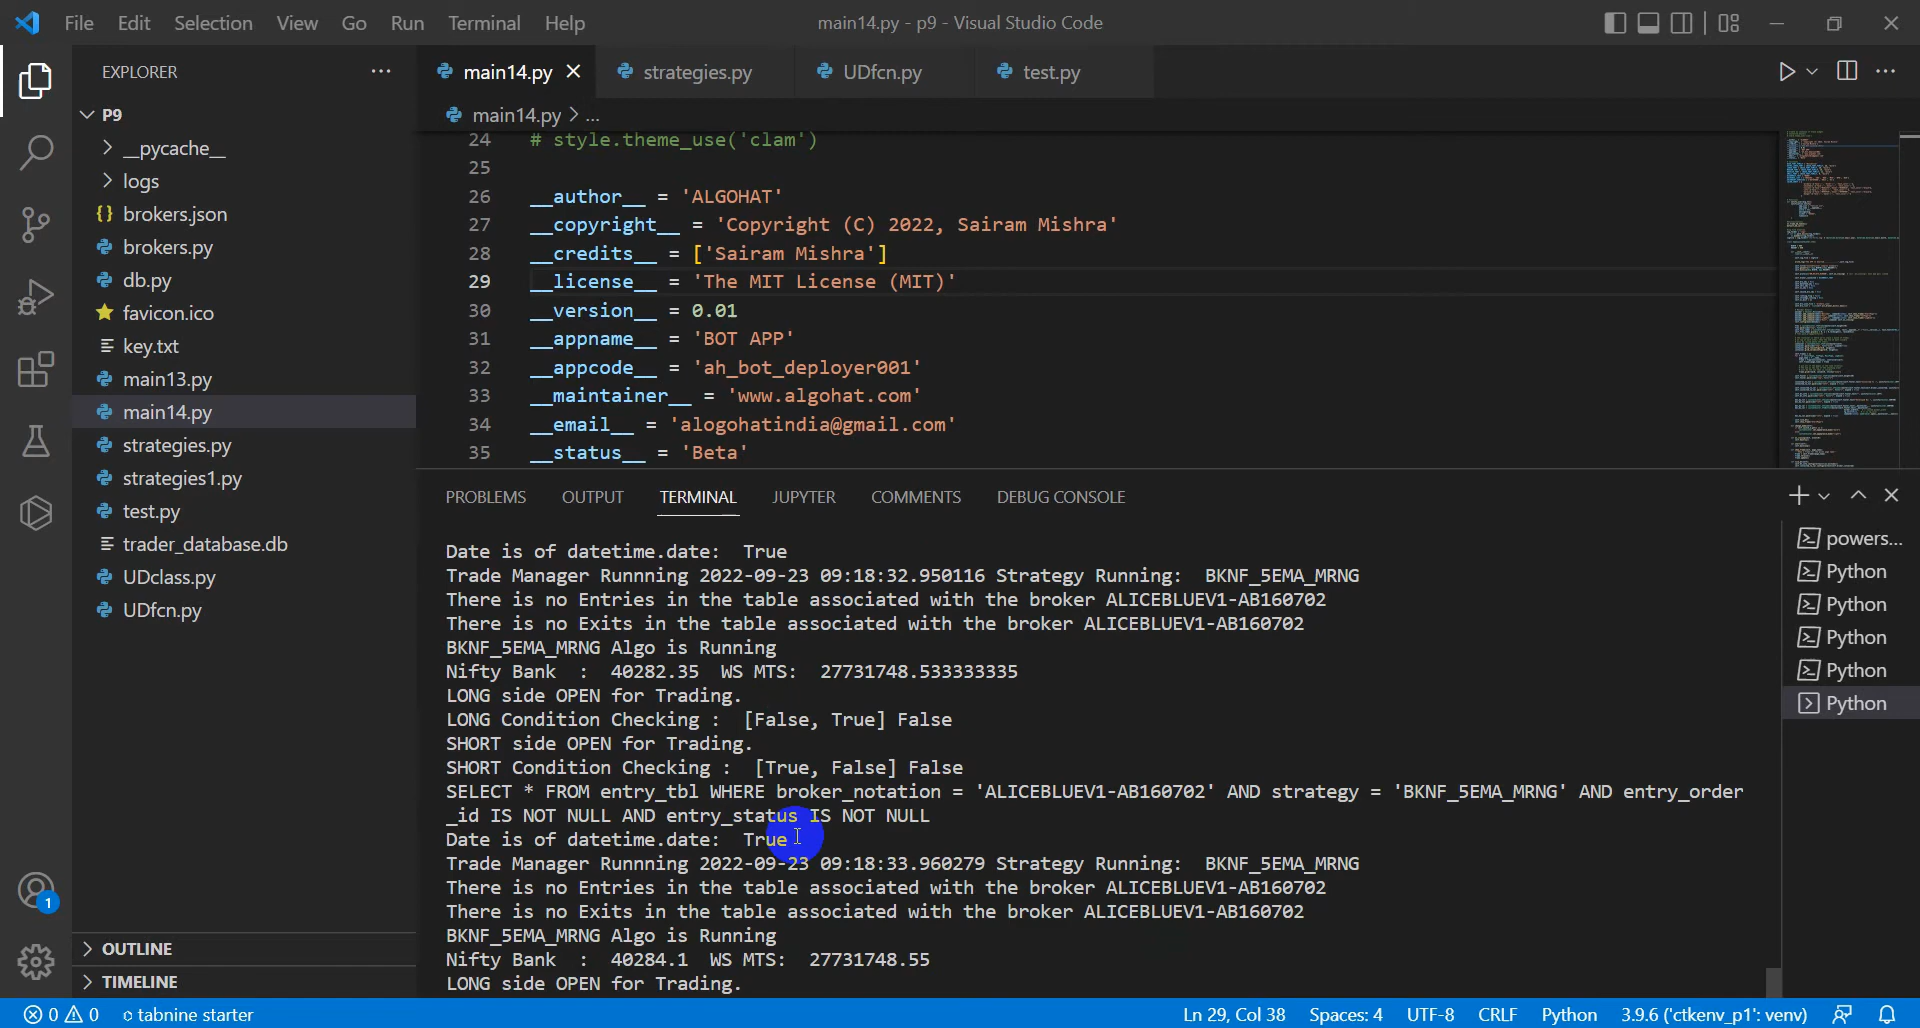 File Edit Selection View Go Run Terminal Help main14.py - p9 - Visual Studio Code
EXPLORER
P9
__pycache__
logs
brokers.json
brokers.py
db.py
favicon.ico
key.txt
main13.py
main14.py
strategies.py
strategies1.py
test.py
trader_database.db
UDclass.py
UDfcn.py
OUTLINE
TIMELINE
main14.py strategies.py UDfcn.py test.py
main14.py > ...
24 # style.theme_use('clam')
25
26 __author__ = 'ALGOHAT'
27 __copyright__ = 'Copyright (C) 2022, Sairam Mishra'
28 __credits__ = ['Sairam Mishra']
29 __license__ = 'The MIT License (MIT)'
30 __version__ = 0.01
31 __appname__ = 'BOT APP'
32 __appcode__ = 'ah_bot_deployer001'
33 __maintainer__ = 'www.algohat.com'
34 __email__ = 'alogohatindia@gmail.com'
35 __status__ = 'Beta'
PROBLEMS OUTPUT TERMINAL JUPYTER COMMENTS DEBUG CONSOLE
Date is of datetime.date:  True
Trade Manager Runnning 2022-09-23 09:18:32.950116 Strategy Running:  BKNF_5EMA_MRNG
There is no Entries in the table associated with the broker ALICEBLUEV1-AB160702
There is no Exits in the table associated with the broker ALICEBLUEV1-AB160702
BKNF_5EMA_MRNG Algo is Running
Nifty Bank  :  40282.35  WS MTS:  27731748.533333335
LONG side OPEN for Trading.
LONG Condition Checking :  [False, True] False
SHORT side OPEN for Trading.
SHORT Condition Checking :  [True, False] False
SELECT * FROM entry_tbl WHERE broker_notation = 'ALICEBLUEV1-AB160702' AND strategy = 'BKNF_5EMA_MRNG' AND entry_order
_id IS NOT NULL AND entry_status IS NOT NULL
Date is of datetime.date:  True
Trade Manager Runnning 2022-09-23 09:18:33.960279 Strategy Running:  BKNF_5EMA_MRNG
There is no Entries in the table associated with the broker ALICEBLUEV1-AB160702
There is no Exits in the table associated with the broker ALICEBLUEV1-AB160702
BKNF_5EMA_MRNG Algo is Running
Nifty Bank  :  40284.1  WS MTS:  27731748.55
LONG side OPEN for Trading.
powers...
Python
Python
Python
Python
Python
1
0 0 tabnine starter Ln 29, Col 38 Spaces: 4 UTF-8 CRLF Python 3.9.6 ('ctkenv_p1': venv)